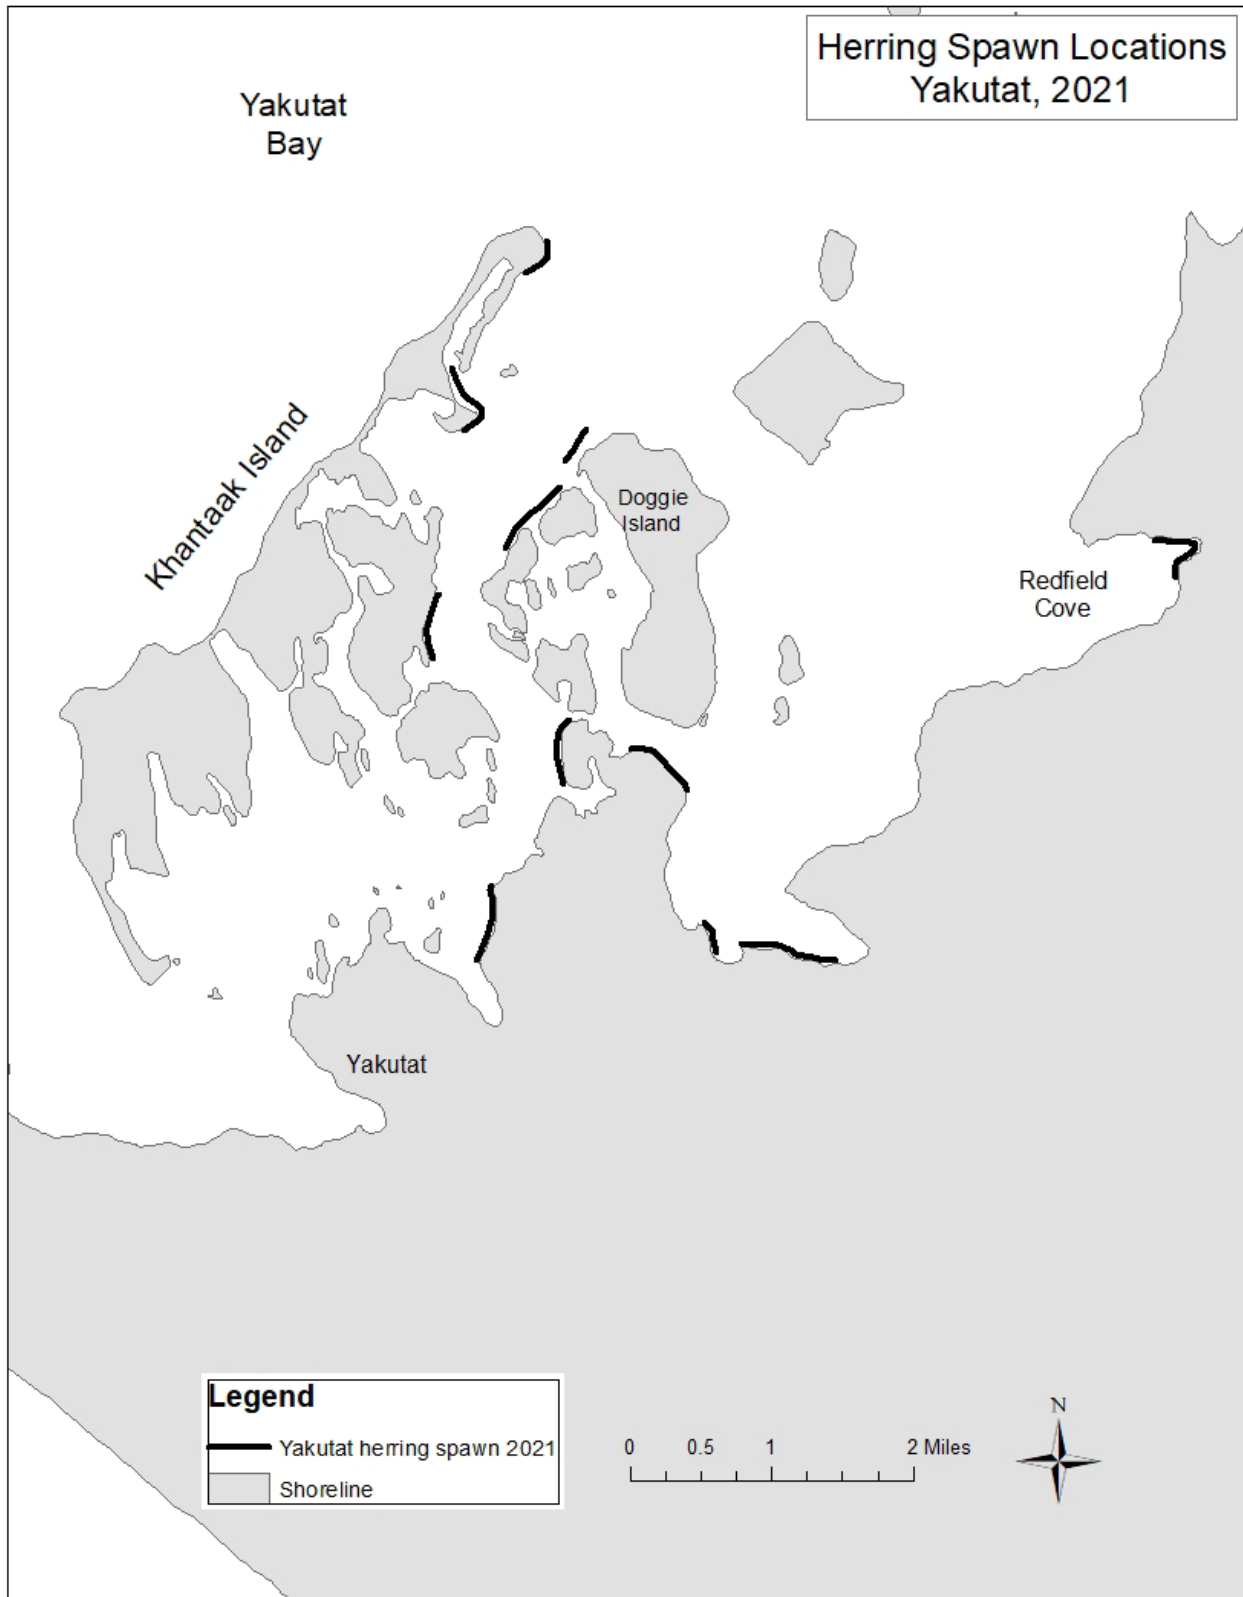 Herring Spawn Locations
Yakutat, 2021
Yakutat
Bay
Khantaak Island
Doggie
Island
Redfield
Cove
Yakutat
Legend
Yakutat herring spawn 2021
Shoreline
0 0.5 1 2 Miles
N